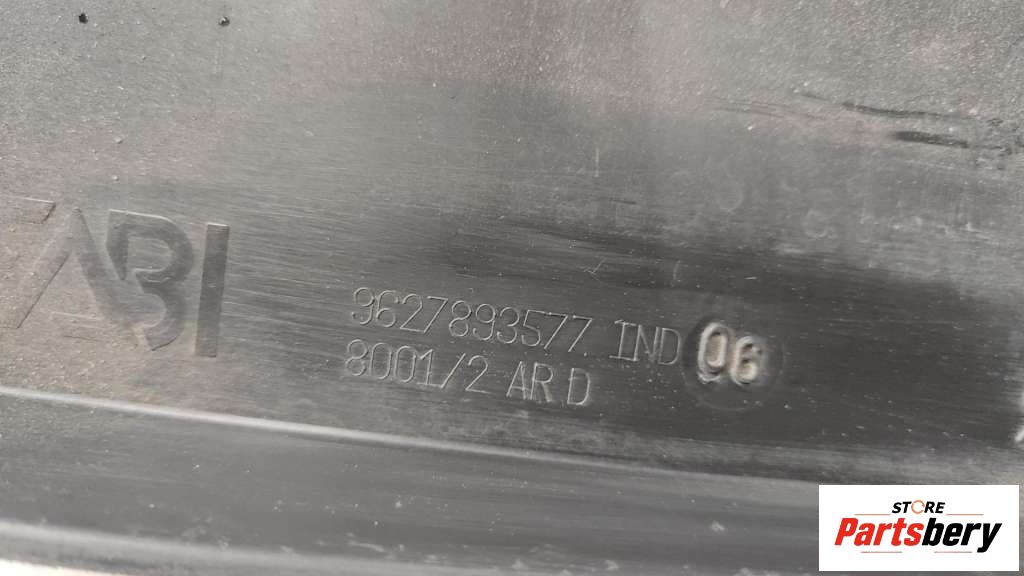 ABI
9627893577 IND 06
8001/2 AR D
STORE
Partsbery